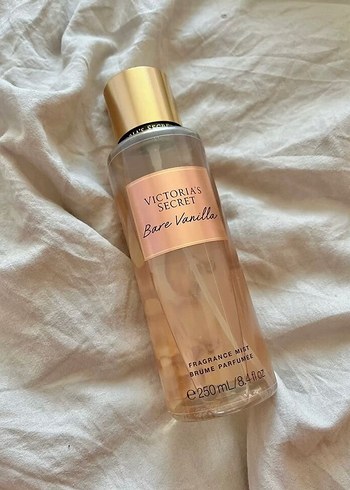 VICTORIA'S
SECRET
Bare Vanilla
FRAGRANCE MIST
BRUME PARFUMÉE
℮250 mL/8.4 fl oz